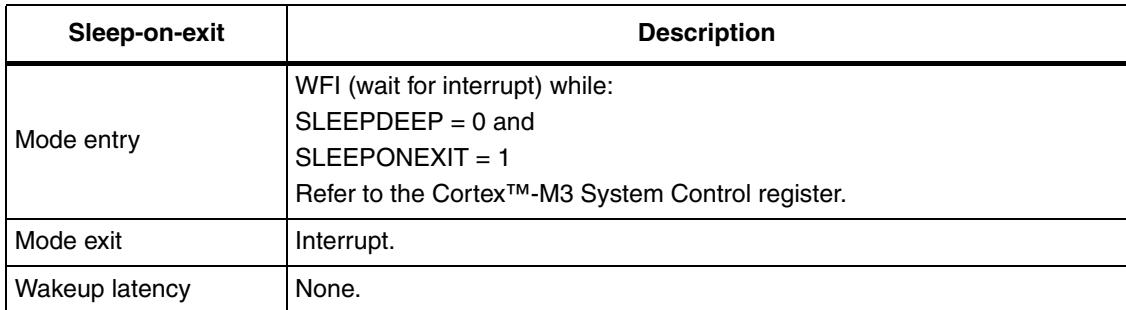 Sleep-on-exit Description
Mode entry
WFI (wait for interrupt) while:
SLEEPDEEP = 0 and
SLEEPONEXIT = 1
Refer to the Cortex™-M3 System Control register.
Mode exit Interrupt.
Wakeup latency None.